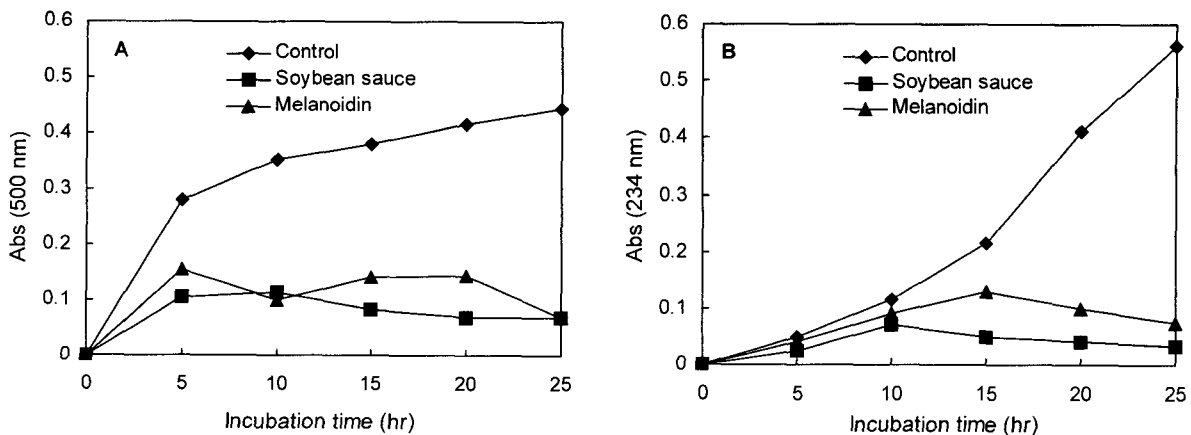 A
Control
Soybean sauce
Melanoidin
Abs (500 nm)
0.6
0.5
0.4
0.3
0.2
0.1
0
0 5 10 15 20 25
Incubation time (hr)
B
Control
Soybean sauce
Melanoidin
Abs (234 nm)
0.6
0.5
0.4
0.3
0.2
0.1
0
0 5 10 15 20 25
Incubation time (hr)